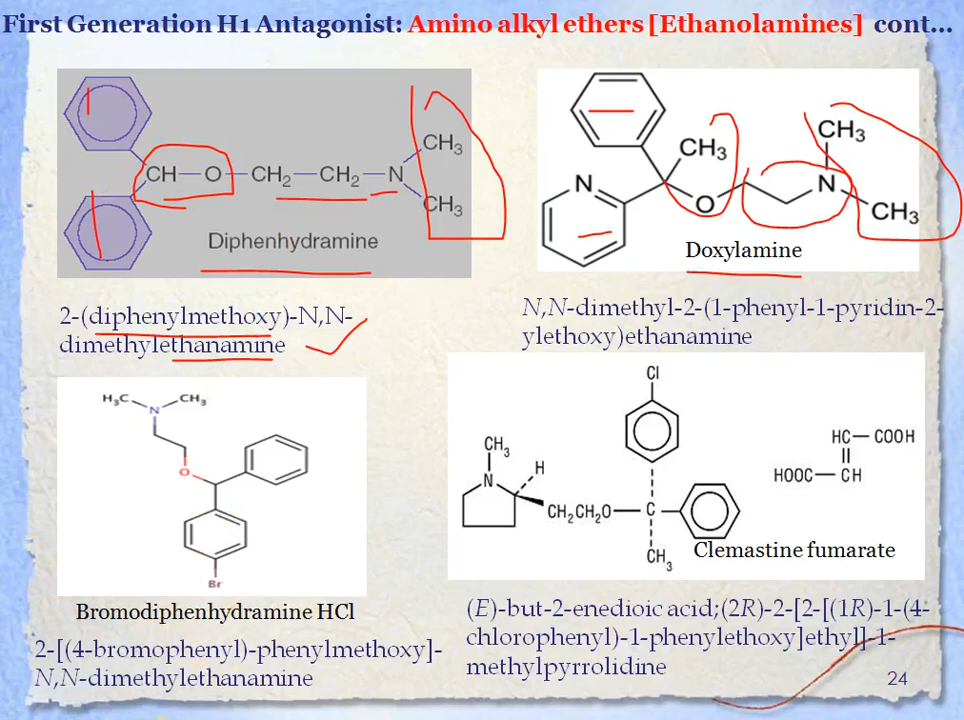 First Generation H1 Antagonist: Amino alkyl ethers [Ethanolamines] cont...
CH—O—CH₂—CH₂—N
CH₃
CH₃
Diphenhydramine
2-(diphenylmethoxy)-N,N-
dimethylethanamine
N
CH₃
O
N
CH₃
CH₃
Doxylamine
N,N-dimethyl-2-(1-phenyl-1-pyridin-2-
ylethoxy)ethanamine
H₃C
N
CH₃
O
Br
Bromodiphenhydramine HCl
2-[(4-bromophenyl)-phenylmethoxy]-
N,N-dimethylethanamine
Cl
CH₃
N
H
CH₂CH₂O—C
CH₃
HC—COOH
HOOC—CH
Clemastine fumarate
(E)-but-2-enedioic acid;(2R)-2-[2-[(1R)-1-(4-
chlorophenyl)-1-phenylethoxy]ethyl]-1-
methylpyrrolidine
24